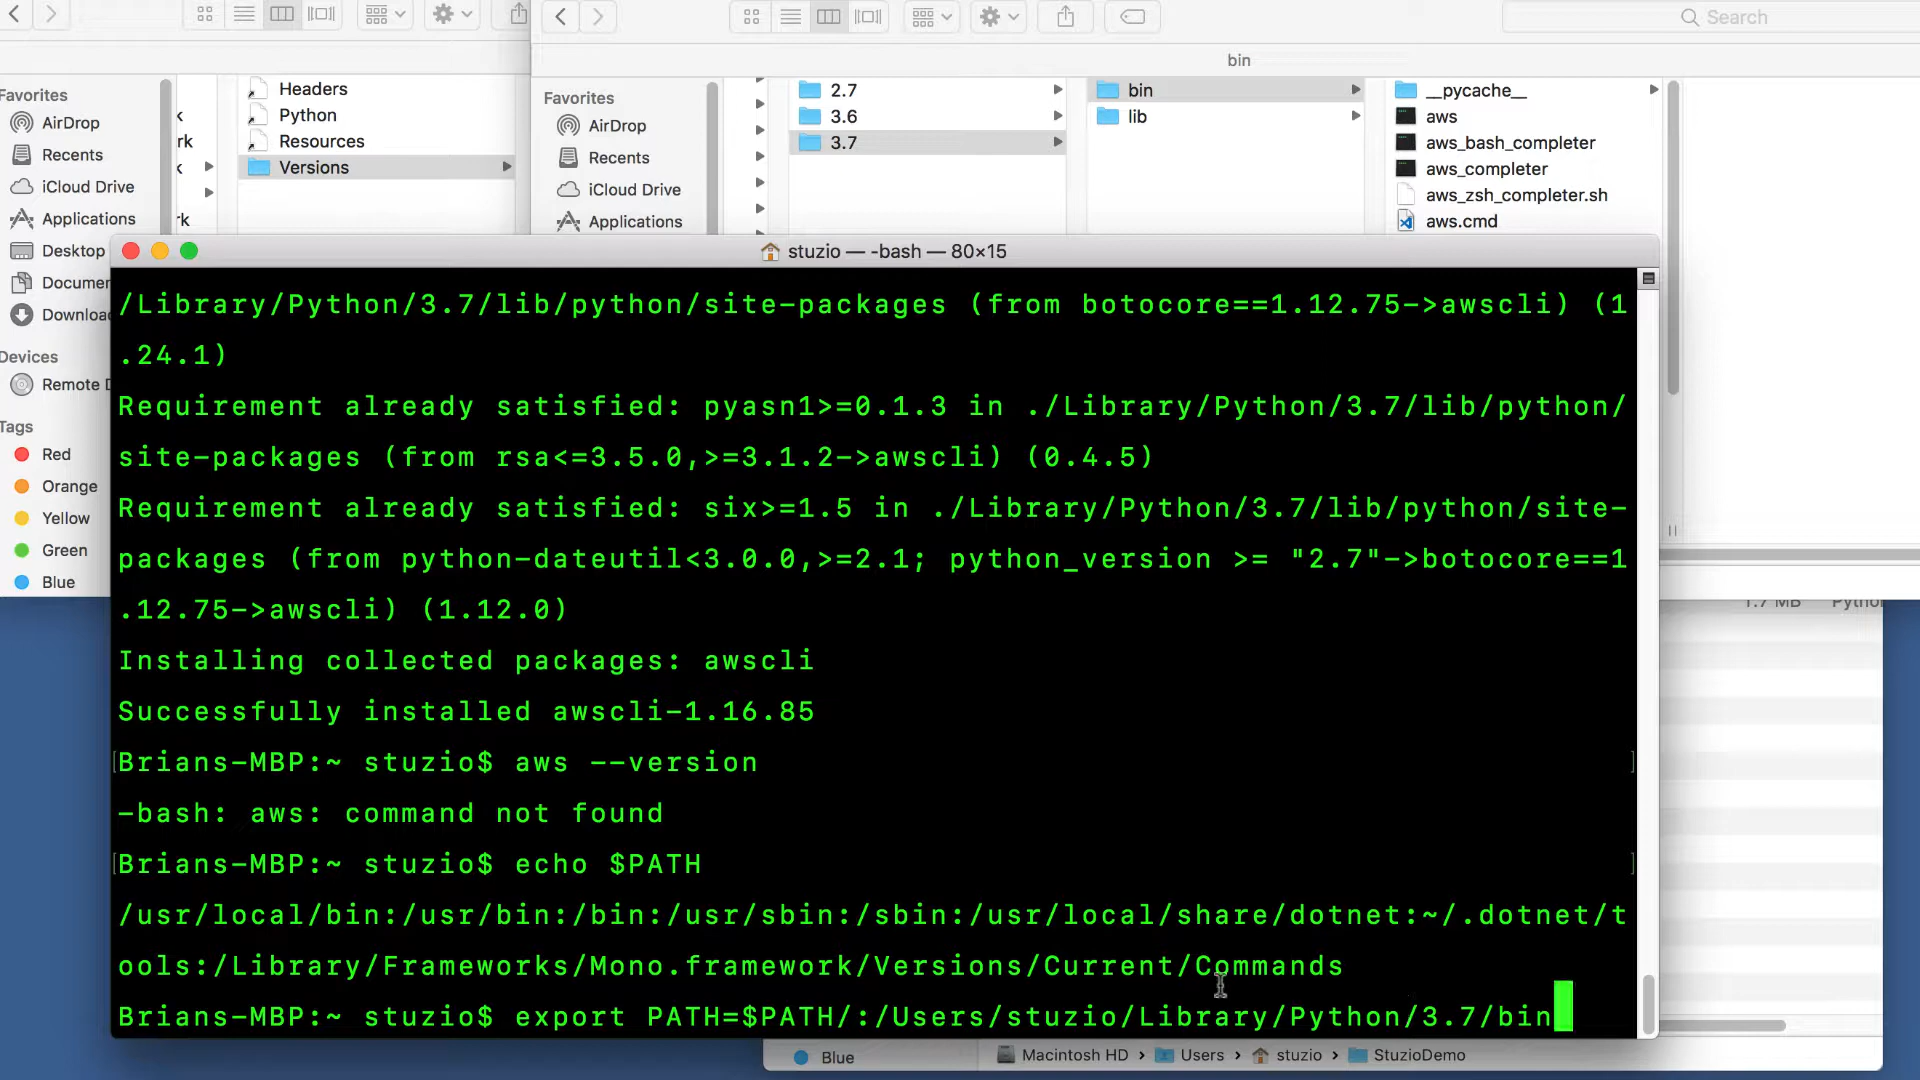 Search
bin
Favorites
AirDrop
Recents
iCloud Drive
Applications
Desktop
Devices
Tags
Red
Orange
Yellow
Green
Blue
rk
rk
Headers
Python
Resources
Versions
Favorites
AirDrop
Recents
iCloud Drive
Applications
2.7
3.6
3.7
bin
lib
__pycache__
aws
aws_bash_completer
aws_completer
aws_zsh_completer.sh
aws.cmd
stuzio — -bash — 80×15
/Library/Python/3.7/lib/python/site-packages (from botocore==1.12.75->awscli) (1
.24.1)
Requirement already satisfied: pyasn1>=0.1.3 in ./Library/Python/3.7/lib/python/
site-packages (from rsa<=3.5.0,>=3.1.2->awscli) (0.4.5)
Requirement already satisfied: six>=1.5 in ./Library/Python/3.7/lib/python/site-
packages (from python-dateutil<3.0.0,>=2.1; python_version >= "2.7"->botocore==1
.12.75->awscli) (1.12.0)
Installing collected packages: awscli
Successfully installed awscli-1.16.85
[Brians-MBP:~ stuzio$ aws --version ]
-bash: aws: command not found
[Brians-MBP:~ stuzio$ echo $PATH ]
/usr/local/bin:/usr/bin:/bin:/usr/sbin:/sbin:/usr/local/share/dotnet:~/.dotnet/t
ools:/Library/Frameworks/Mono.framework/Versions/Current/Commands
Brians-MBP:~ stuzio$ export PATH=$PATH/:/Users/stuzio/Library/Python/3.7/bin
1.7 MB
Blue
Macintosh HD › Users › stuzio › StuzioDemo